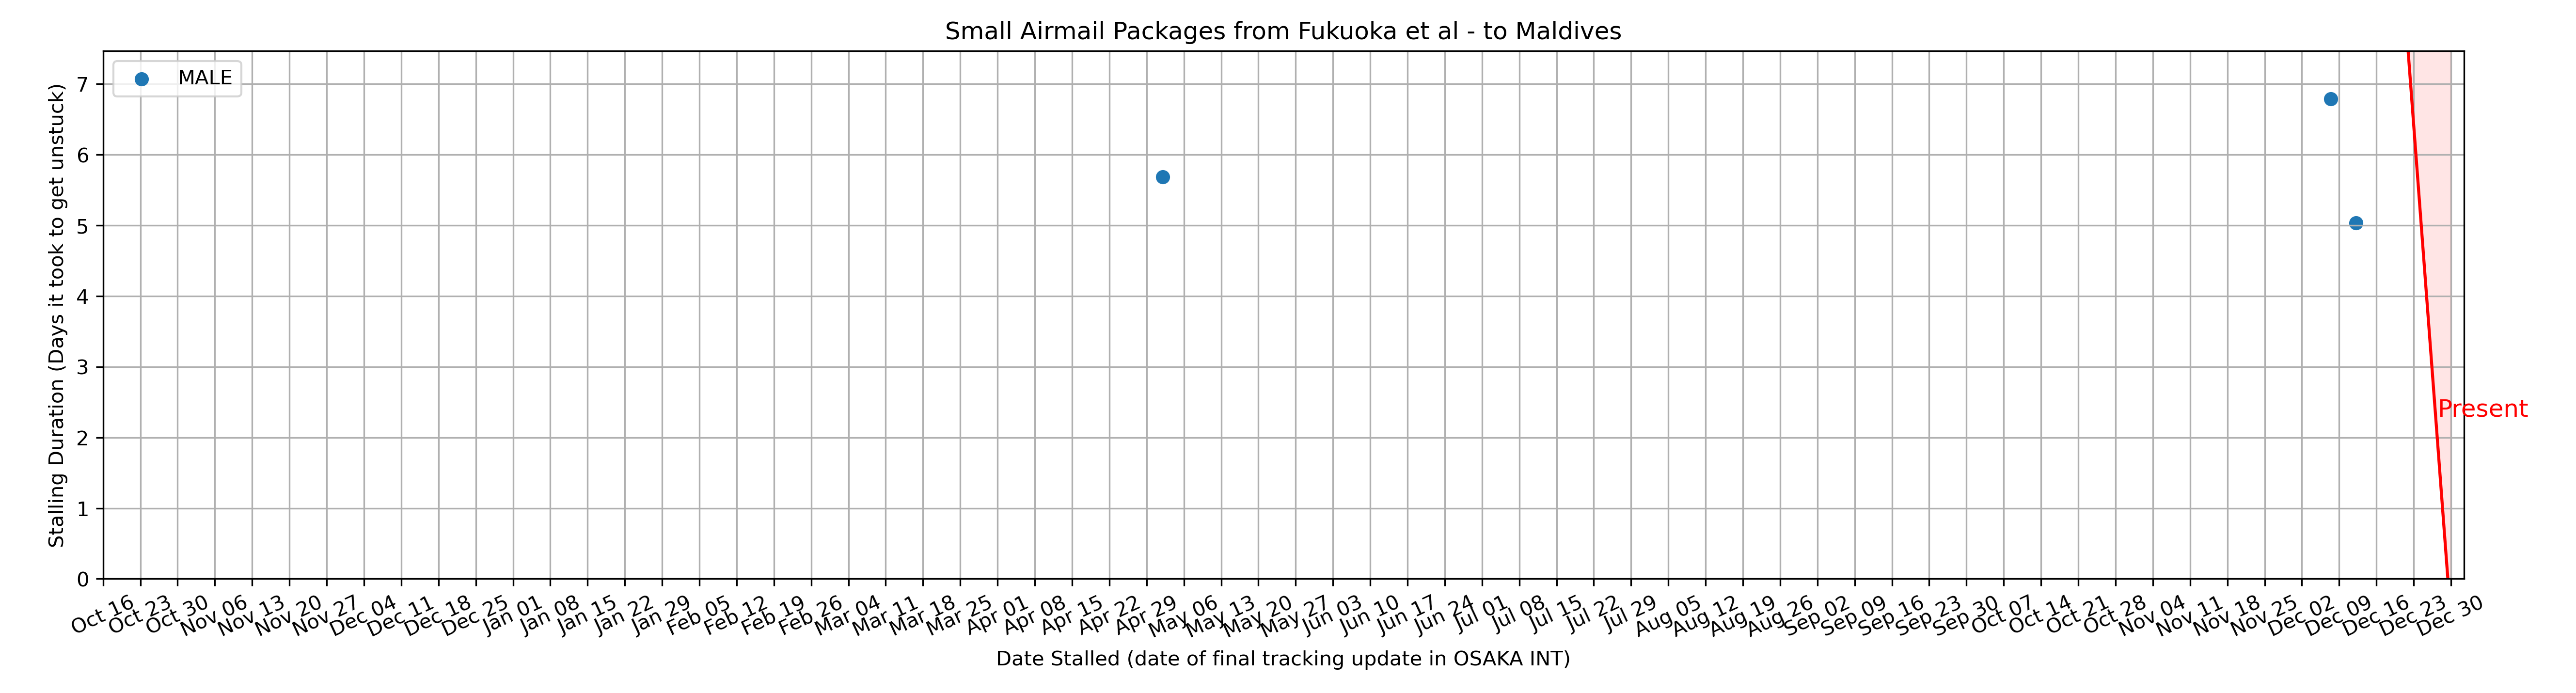 Small Airmail Packages from Fukuoka et al - to Maldives
MALE
Stalling Duration (Days it took to get unstuck)
7
6
5
4
3
2
1
0
Present
Oct 16
Oct 23
Oct 30
Nov 06
Nov 13
Nov 20
Nov 27
Dec 04
Dec 11
Dec 18
Dec 25
Jan 01
Jan 08
Jan 15
Jan 22
Jan 29
Feb 05
Feb 12
Feb 19
Feb 26
Mar 04
Mar 11
Mar 18
Mar 25
Apr 01
Apr 08
Apr 15
Apr 22
Apr 29
May 06
May 13
May 20
May 27
Jun 03
Jun 10
Jun 17
Jun 24
Jul 01
Jul 08
Jul 15
Jul 22
Jul 29
Aug 05
Aug 12
Aug 19
Aug 26
Sep 02
Sep 09
Sep 16
Sep 23
Sep 30
Oct 07
Oct 14
Oct 21
Oct 28
Nov 04
Nov 11
Nov 18
Nov 25
Dec 02
Dec 09
Dec 16
Dec 23
Dec 30
Date Stalled (date of final tracking update in OSAKA INT)